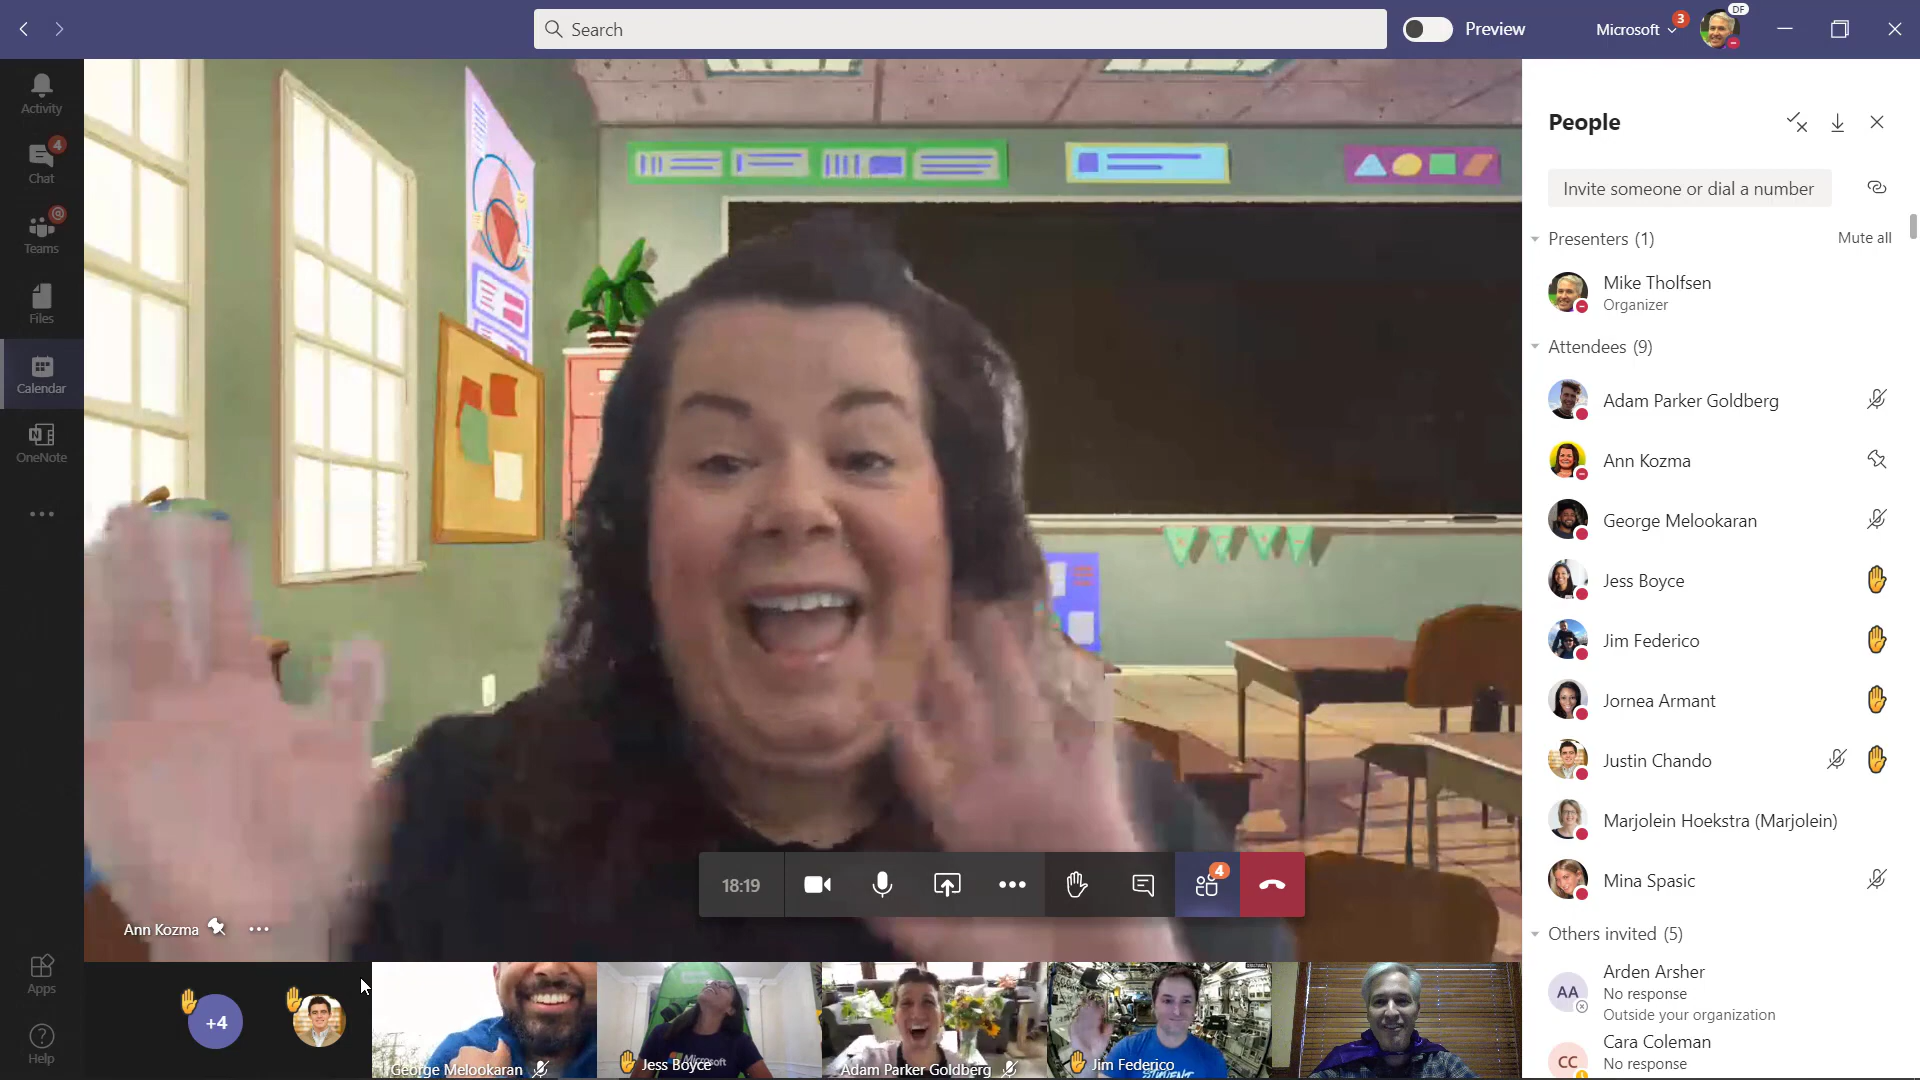 Search
Preview
Microsoft
3
DF
Activity
4
Chat
@
Teams
Files
Calendar
OneNote
Apps
Help
Ann Kozma
18:19
4
+4
George Melookaran
Jess Boyce
Microsoft
Adam Parker Goldberg
Jim Federico
People
Invite someone or dial a number
Presenters (1)
Mute all
Mike Tholfsen
Organizer
Attendees (9)
Adam Parker Goldberg
Ann Kozma
George Melookaran
Jess Boyce
Jim Federico
Jornea Armant
Justin Chando
Marjolein Hoekstra (Marjolein)
Mina Spasic
Others invited (5)
AA
Arden Arsher
No response
Outside your organization
CC
Cara Coleman
No response